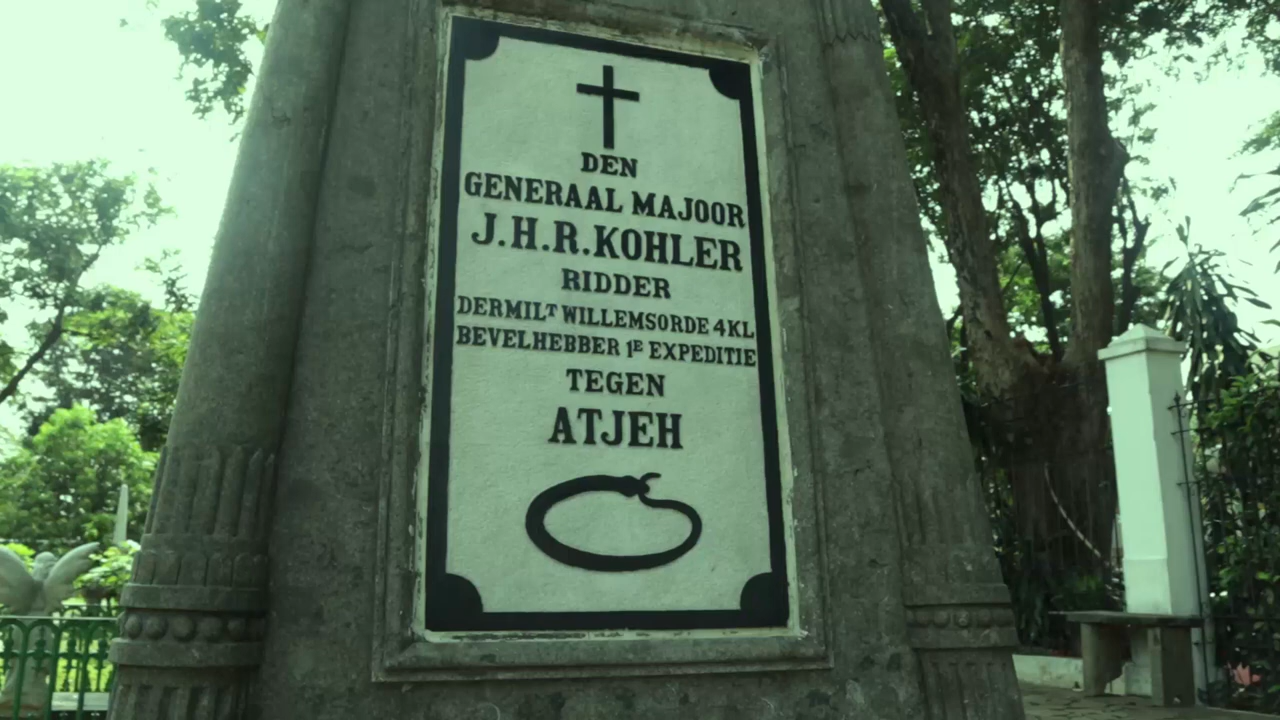 DEN
GENERAAL MAJOOR
J.H.R.KOHLER
RIDDER
DERMILT WILLEMSORDE 4KL
BEVELHEBBER 1E EXPEDITIE
TEGEN
ATJEH